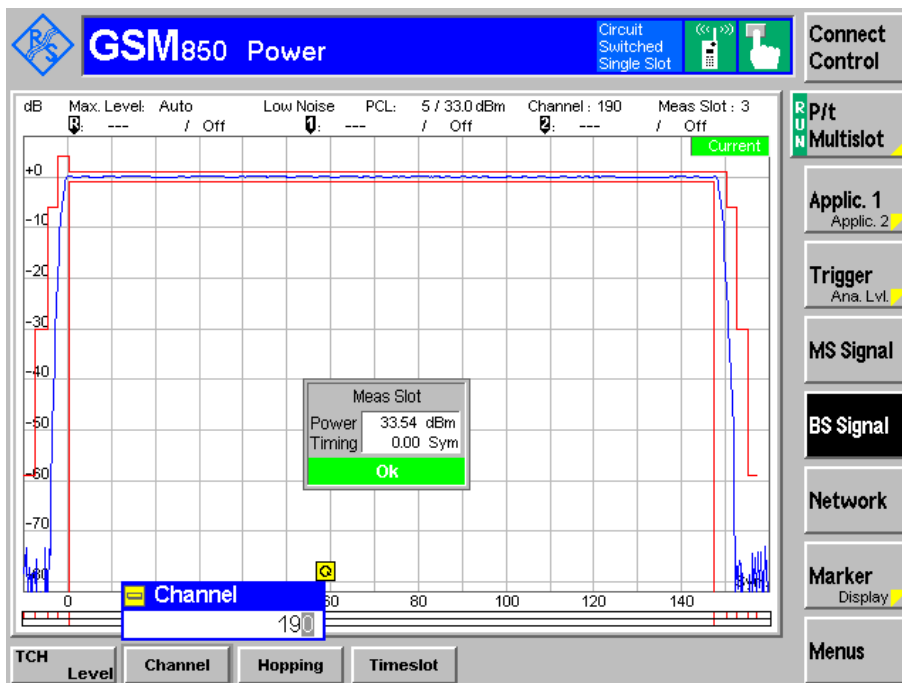 R&S
GSM850 Power
Circuit
Switched
Single Slot
Connect
Control
dB Max. Level: Auto Low Noise PCL: 5 / 33.0 dBm Channel : 190 Meas Slot : 3
R: --- / Off 1: --- / Off 2: --- / Off
Current
RUN
P/t
Multislot
Applic. 1
Applic. 2
Trigger
Ana. Lvl.
MS Signal
BS Signal
Network
Marker
Display
Menus
+0
-10
-20
-30
-40
-50
-60
-70
-80
Meas Slot
Power 33.54 dBm
Timing 0.00 Sym
Ok
0 60 80 100 120 140
Channel
190
TCH
Level
Channel
Hopping
Timeslot